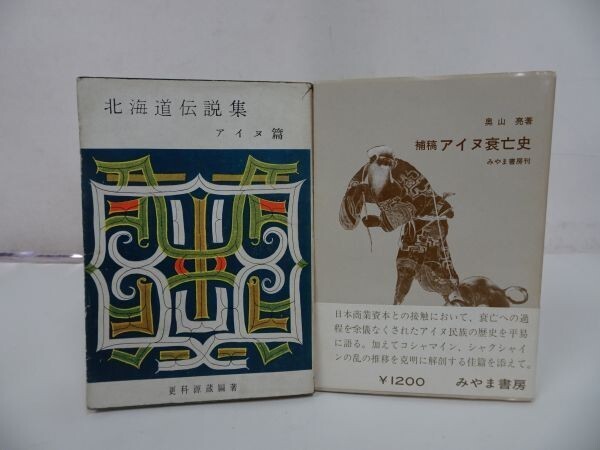 北海道伝説集
アイヌ篇
更科源蔵編著
奥山亮著
補稿 アイヌ衰亡史
みやま書房刊
日本商業資本との接触において、衰亡への過
程を余儀なくされたアイヌ民族の歴史を平易
に語る。加えてコシャマイン、シャクシャイ
ンの乱の推移を克明に解剖する佳篇を添えて。
¥1200 みやま書房